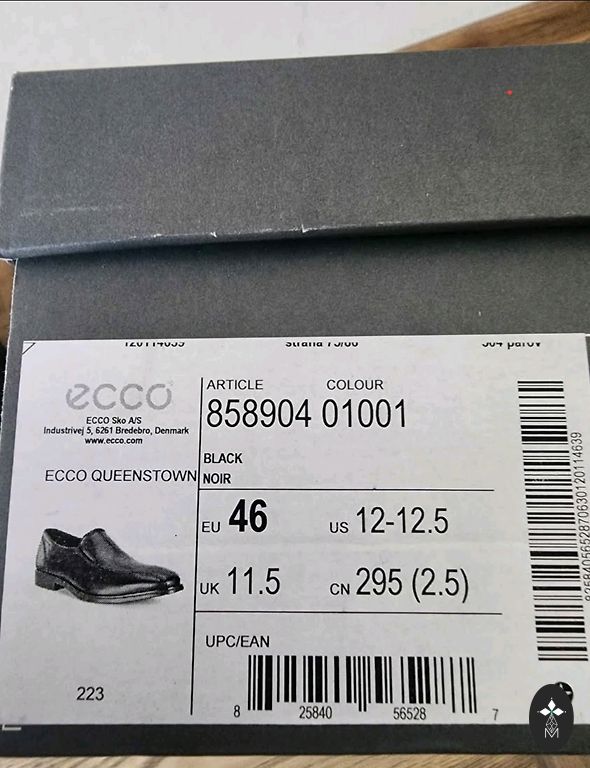 ecco
ECCO Sko A/S
Industrivej 5, 6261 Bredebro, Denmark
www.ecco.com
ECCO QUEENSTOWN
223
ARTICLE COLOUR
858904 01001
BLACK
NOIR
EU 46 US 12-12.5
UK 11.5 CN 295 (2.5)
UPC/EAN
8 25840 56528 7
M